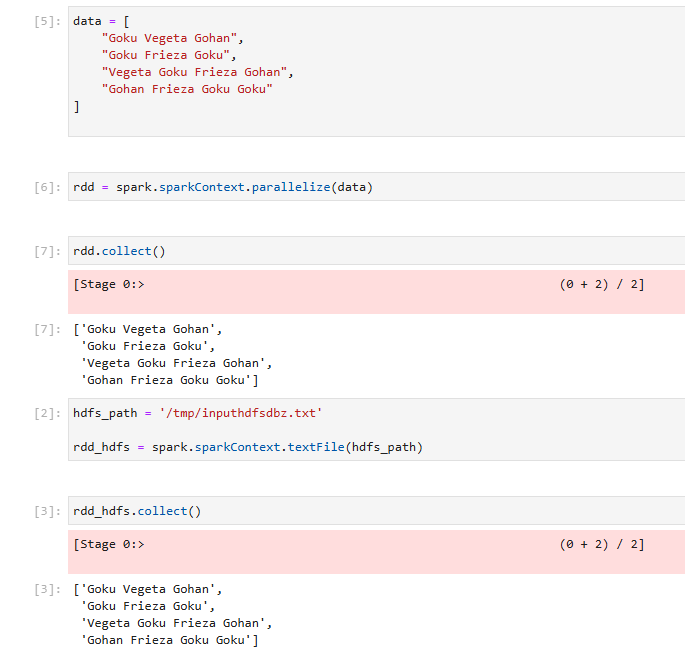 [5]: data = [
"Goku Vegeta Gohan",
"Goku Frieza Goku",
"Vegeta Goku Frieza Gohan",
"Gohan Frieza Goku Goku"
]
[6]: rdd = spark.sparkContext.parallelize(data)
[7]: rdd.collect()
[Stage 0:> (0 + 2) / 2]
[7]: ['Goku Vegeta Gohan',
'Goku Frieza Goku',
'Vegeta Goku Frieza Gohan',
'Gohan Frieza Goku Goku']
[2]: hdfs_path = '/tmp/inputhdfsdbz.txt'
rdd_hdfs = spark.sparkContext.textFile(hdfs_path)
[3]: rdd_hdfs.collect()
[Stage 0:> (0 + 2) / 2]
[3]: ['Goku Vegeta Gohan',
'Goku Frieza Goku',
'Vegeta Goku Frieza Gohan',
'Gohan Frieza Goku Goku']